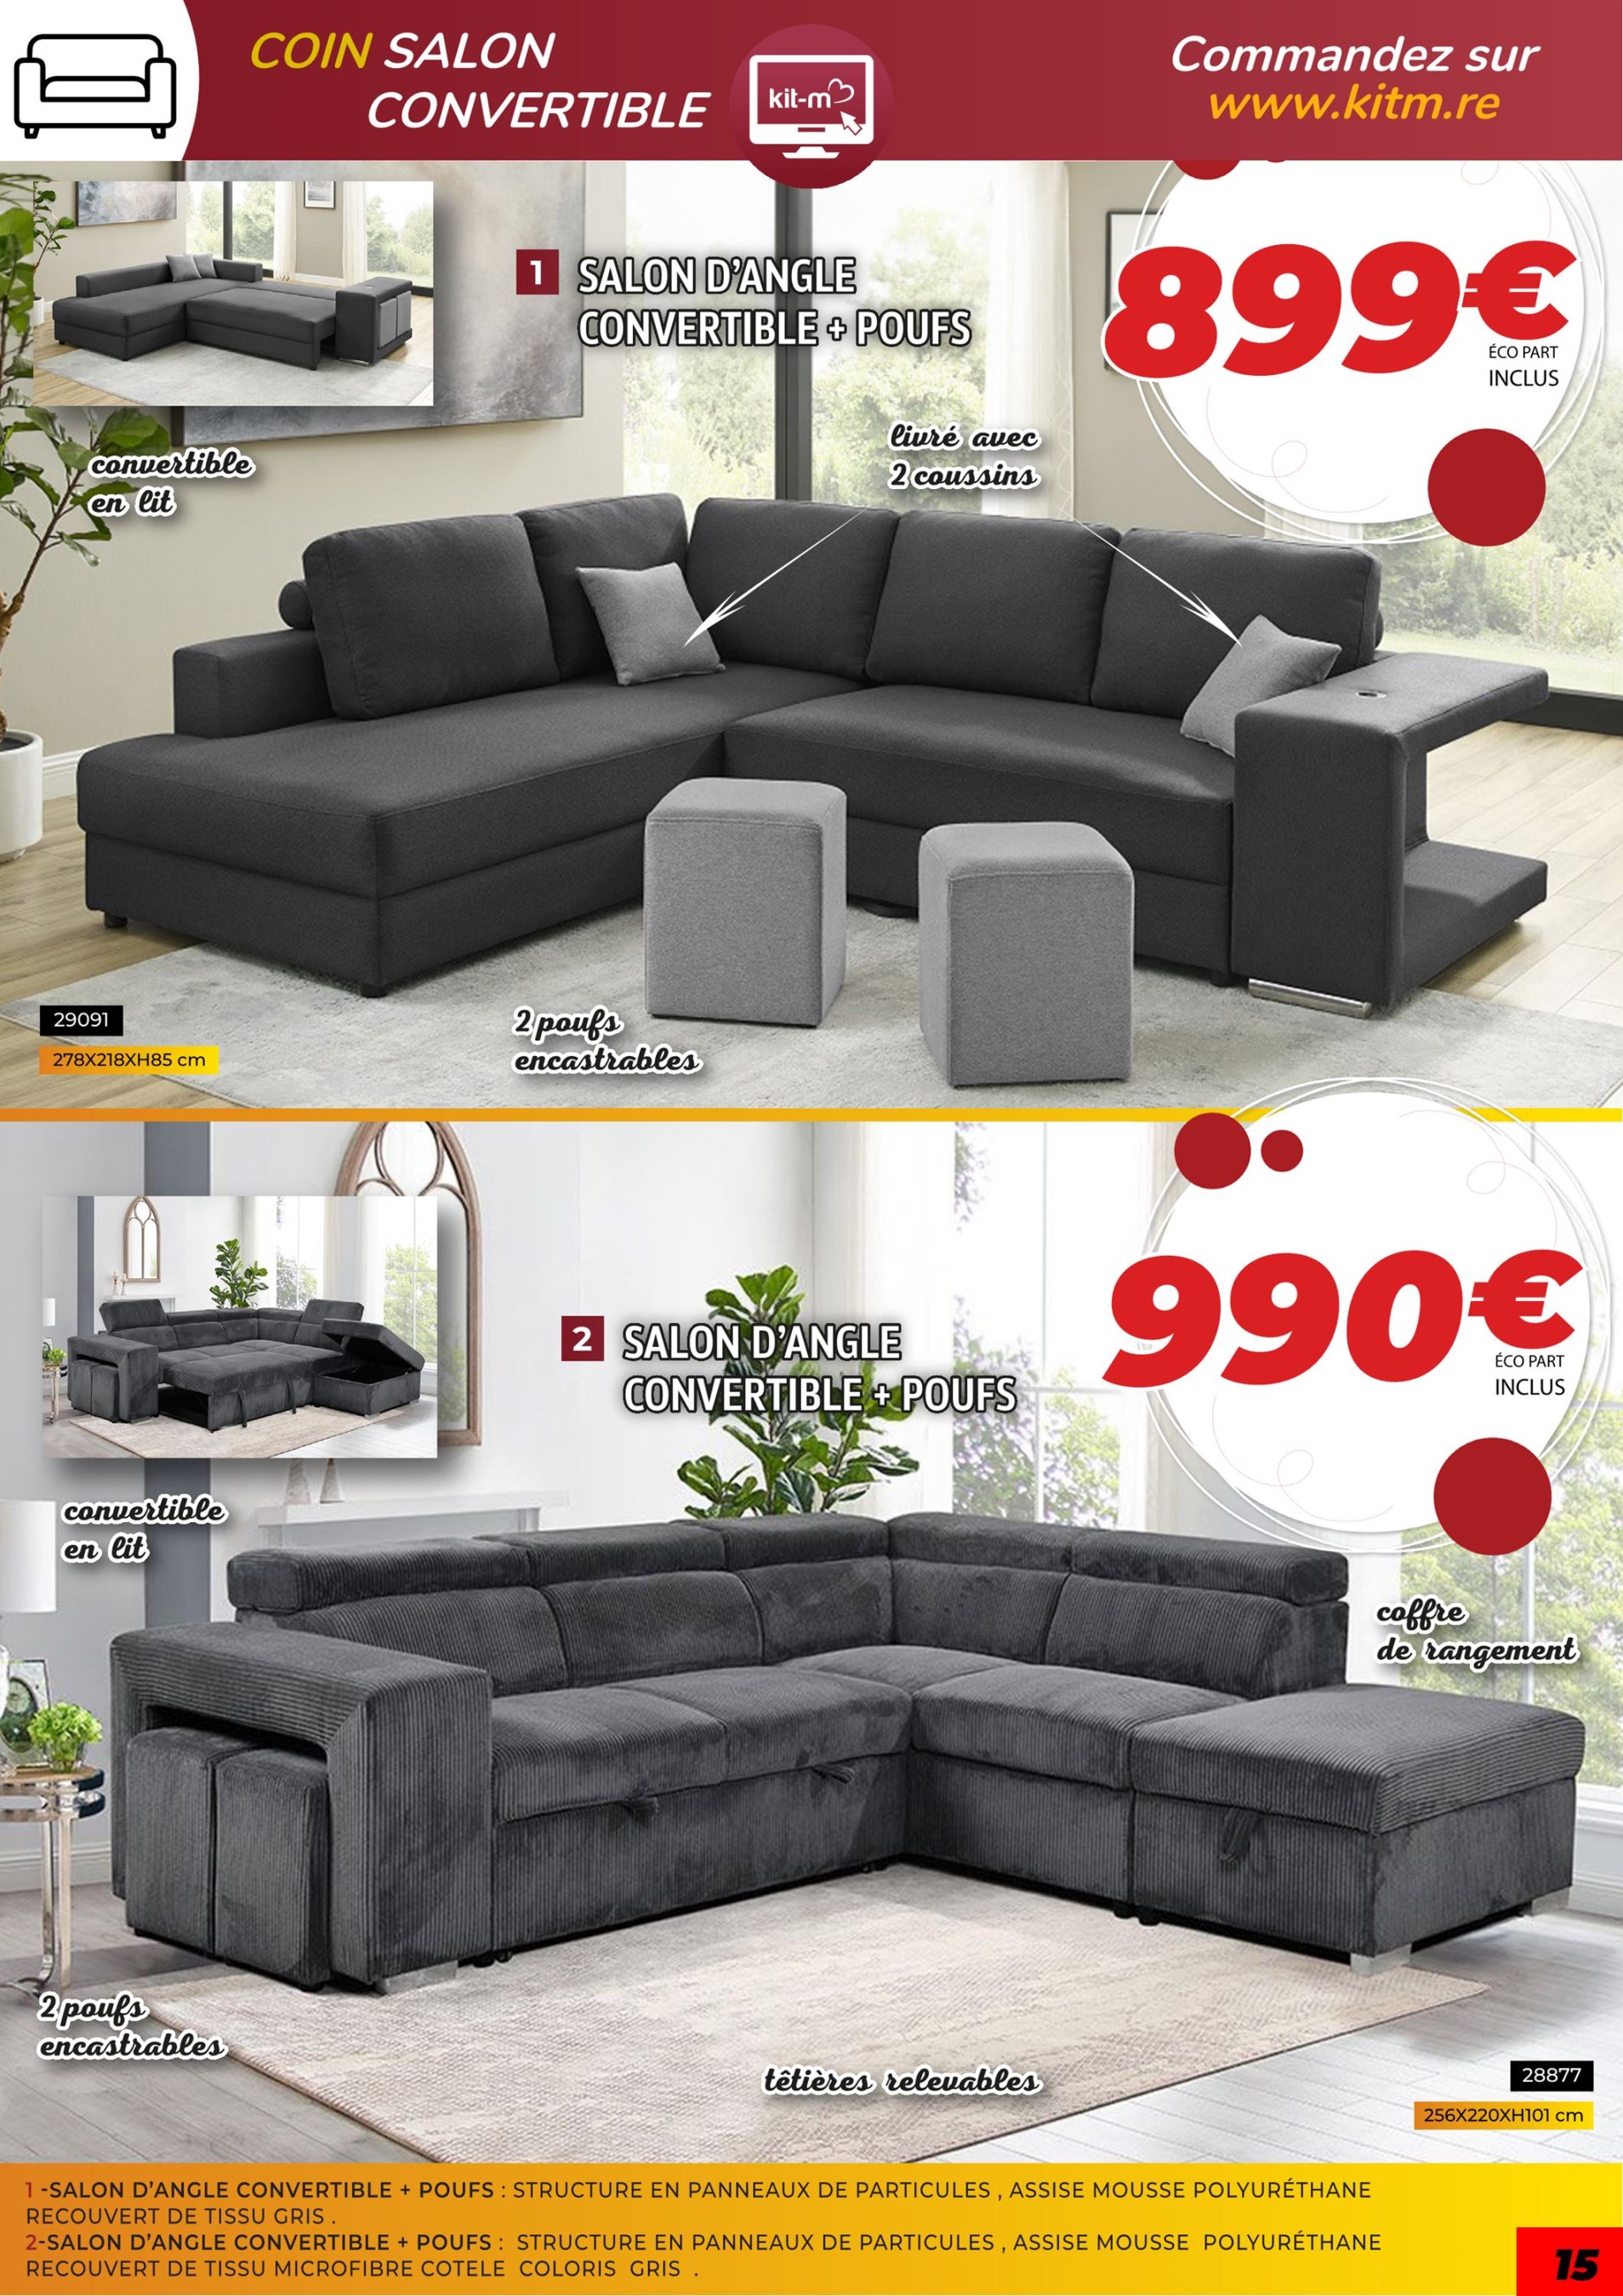 COIN SALON
CONVERTIBLE
kit-m
Commandez sur
www.kitm.re
1 SALON D'ANGLE
CONVERTIBLE + POUFS
899€
ÉCO PART
INCLUS
convertible
en lit
livré avec
2 coussins
29091
278X218XH85 cm
2 poufs
encastrables
2 SALON D'ANGLE
CONVERTIBLE + POUFS
990€
ÉCO PART
INCLUS
convertible
en lit
coffre
de rangement
2 poufs
encastrables
têtières relevables
28877
256X220XH101 cm
1 -SALON D'ANGLE CONVERTIBLE + POUFS : STRUCTURE EN PANNEAUX DE PARTICULES , ASSISE MOUSSE POLYURÉTHANE
RECOUVERT DE TISSU GRIS .
2-SALON D'ANGLE CONVERTIBLE + POUFS : STRUCTURE EN PANNEAUX DE PARTICULES , ASSISE MOUSSE POLYURÉTHANE
RECOUVERT DE TISSU MICROFIBRE COTELE COLORIS GRIS .
15